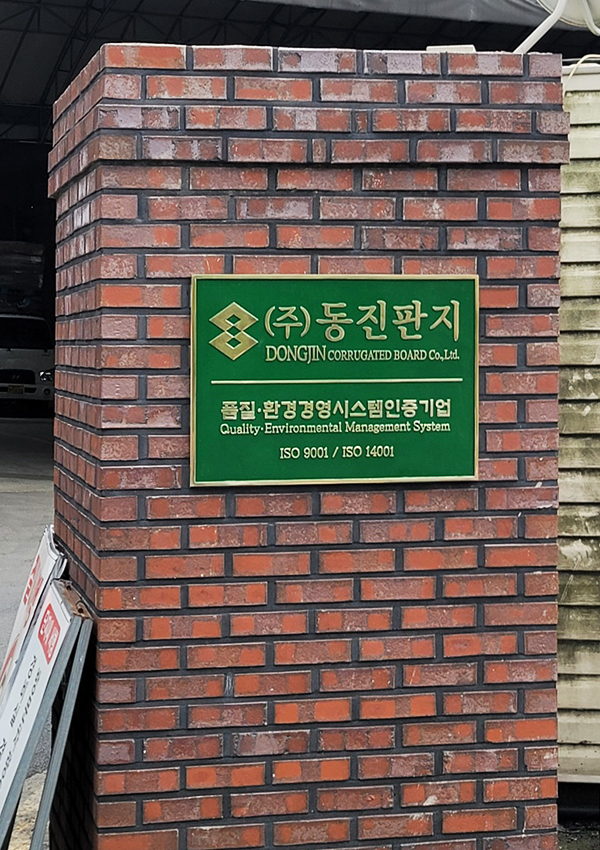 (주)동진판지
DONGJIN CORRUGATED BOARD Co.,Ltd.
품질·환경경영시스템인증기업
Quality·Environmental Management System
ISO 9001 / ISO 14001